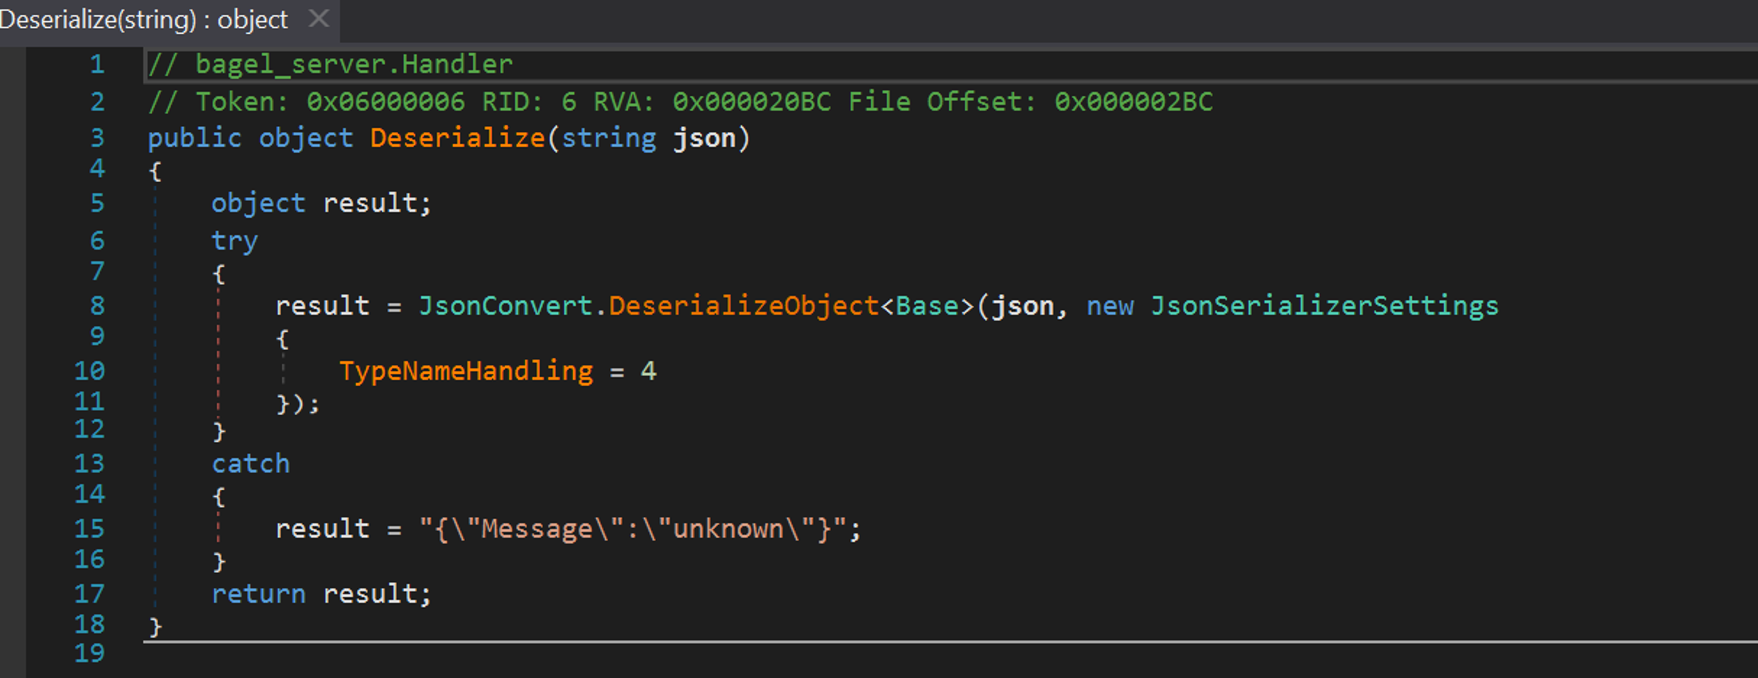 Deserialize(string) : object ×
1 // bagel_server.Handler
2 // Token: 0x06000006 RID: 6 RVA: 0x000020BC File Offset: 0x000002BC
3 public object Deserialize(string json)
4 {
5     object result;
6     try
7     {
8         result = JsonConvert.DeserializeObject<Base>(json, new JsonSerializerSettings
9         {
10             TypeNameHandling = 4
11         });
12     }
13     catch
14     {
15         result = "{\"Message\":\"unknown\"}";
16     }
17     return result;
18 }
19